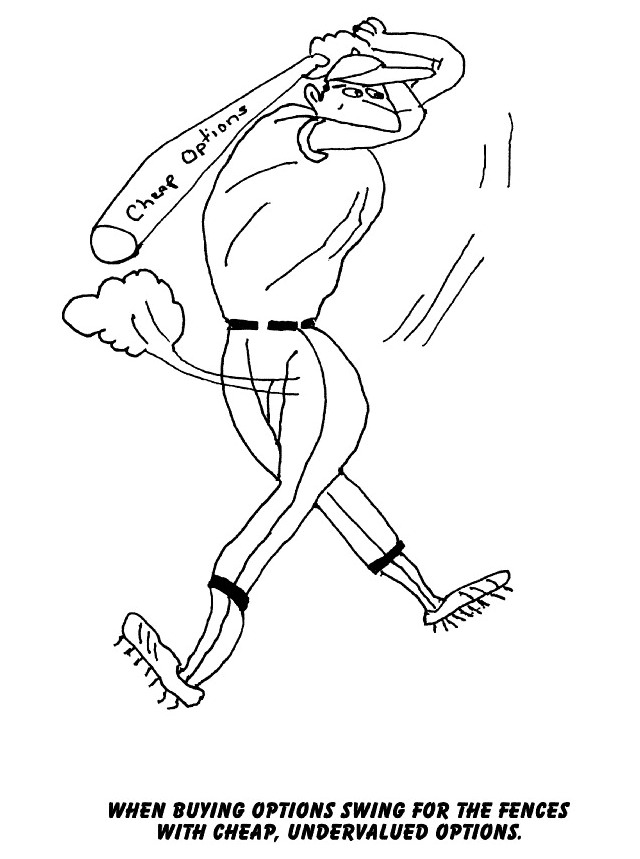 Cheap Options
WHEN BUYING OPTIONS SWING FOR THE FENCES
WITH CHEAP, UNDERVALUED OPTIONS.